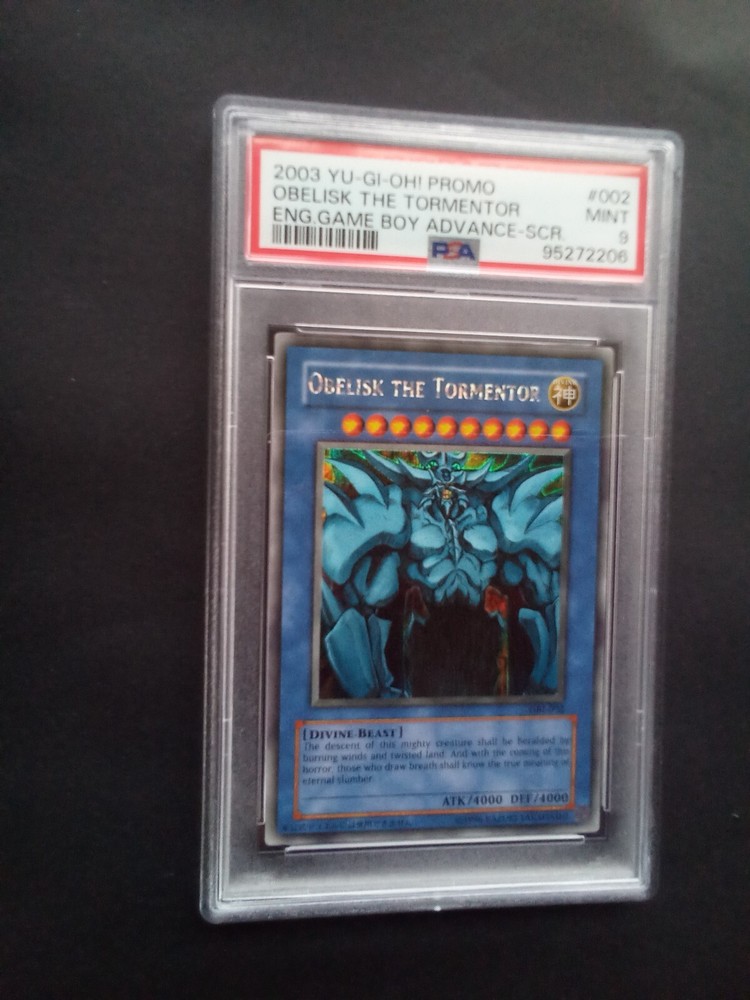 2003 YU-GI-OH! PROMO #002
OBELISK THE TORMENTOR MINT
ENG.GAME BOY ADVANCE-SCR. 9
PSA 95272206
OBELISK THE TORMENTOR 神
[DIVINE-BEAST]
The descent of this mighty creature shall be heralded by
burning winds and twisted land. And with the coming of this
horror, those who draw breath shall know the true meaning of
eternal slumber.
ATK/4000 DEF/4000